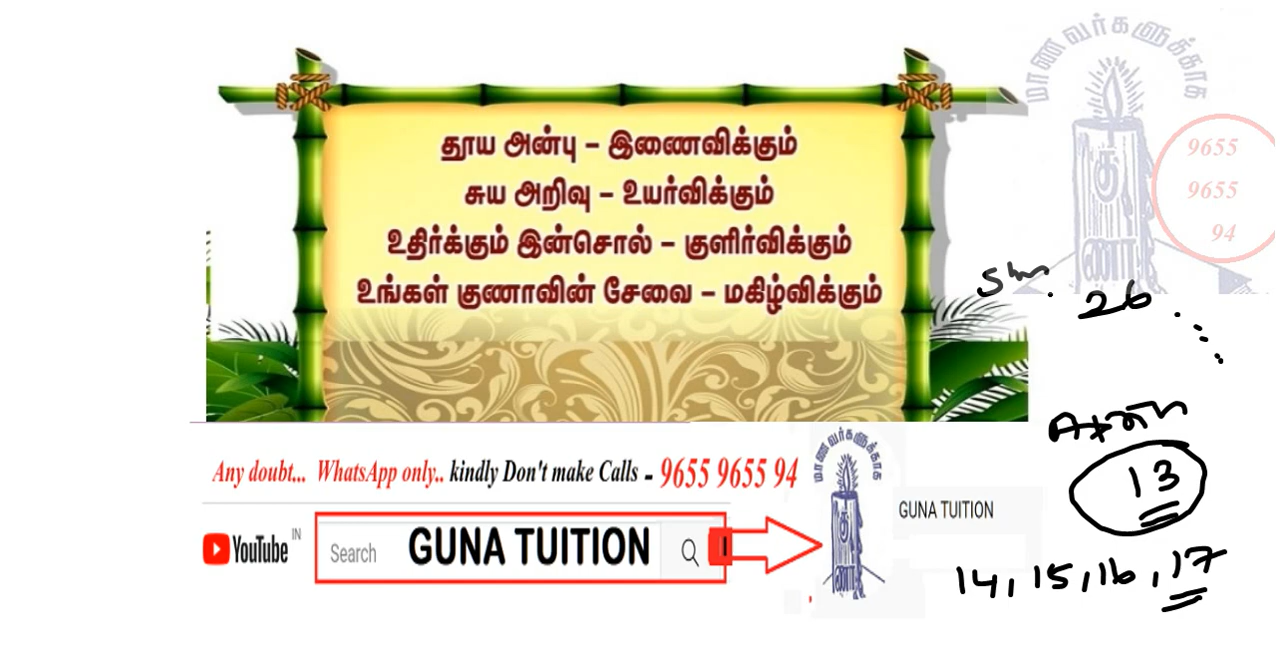 மாணவர்களுக்காக
தூய அன்பு – இணைவிக்கும்
சுய அறிவு – உயர்விக்கும்
உதிர்க்கும் இன்சொல் – குளிர்விக்கும்
உங்கள் குணாவின் சேவை – மகிழ்விக்கும்
குணா
9655
9655
94
26
13
14, 15, 16, 17
Any doubt... WhatsApp only.. kindly Don't make Calls - 9655 9655 94
YouTube IN
Search GUNA TUITION
மாணவர்களுக்காக
குணா
GUNA TUITION